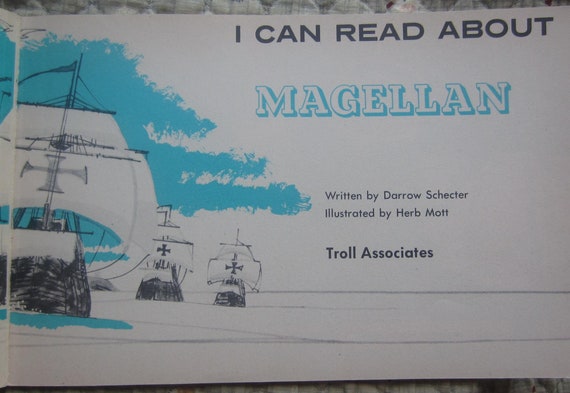 I CAN READ ABOUT
MAGELLAN
Written by Darrow Schecter
Illustrated by Herb Mott
Troll Associates